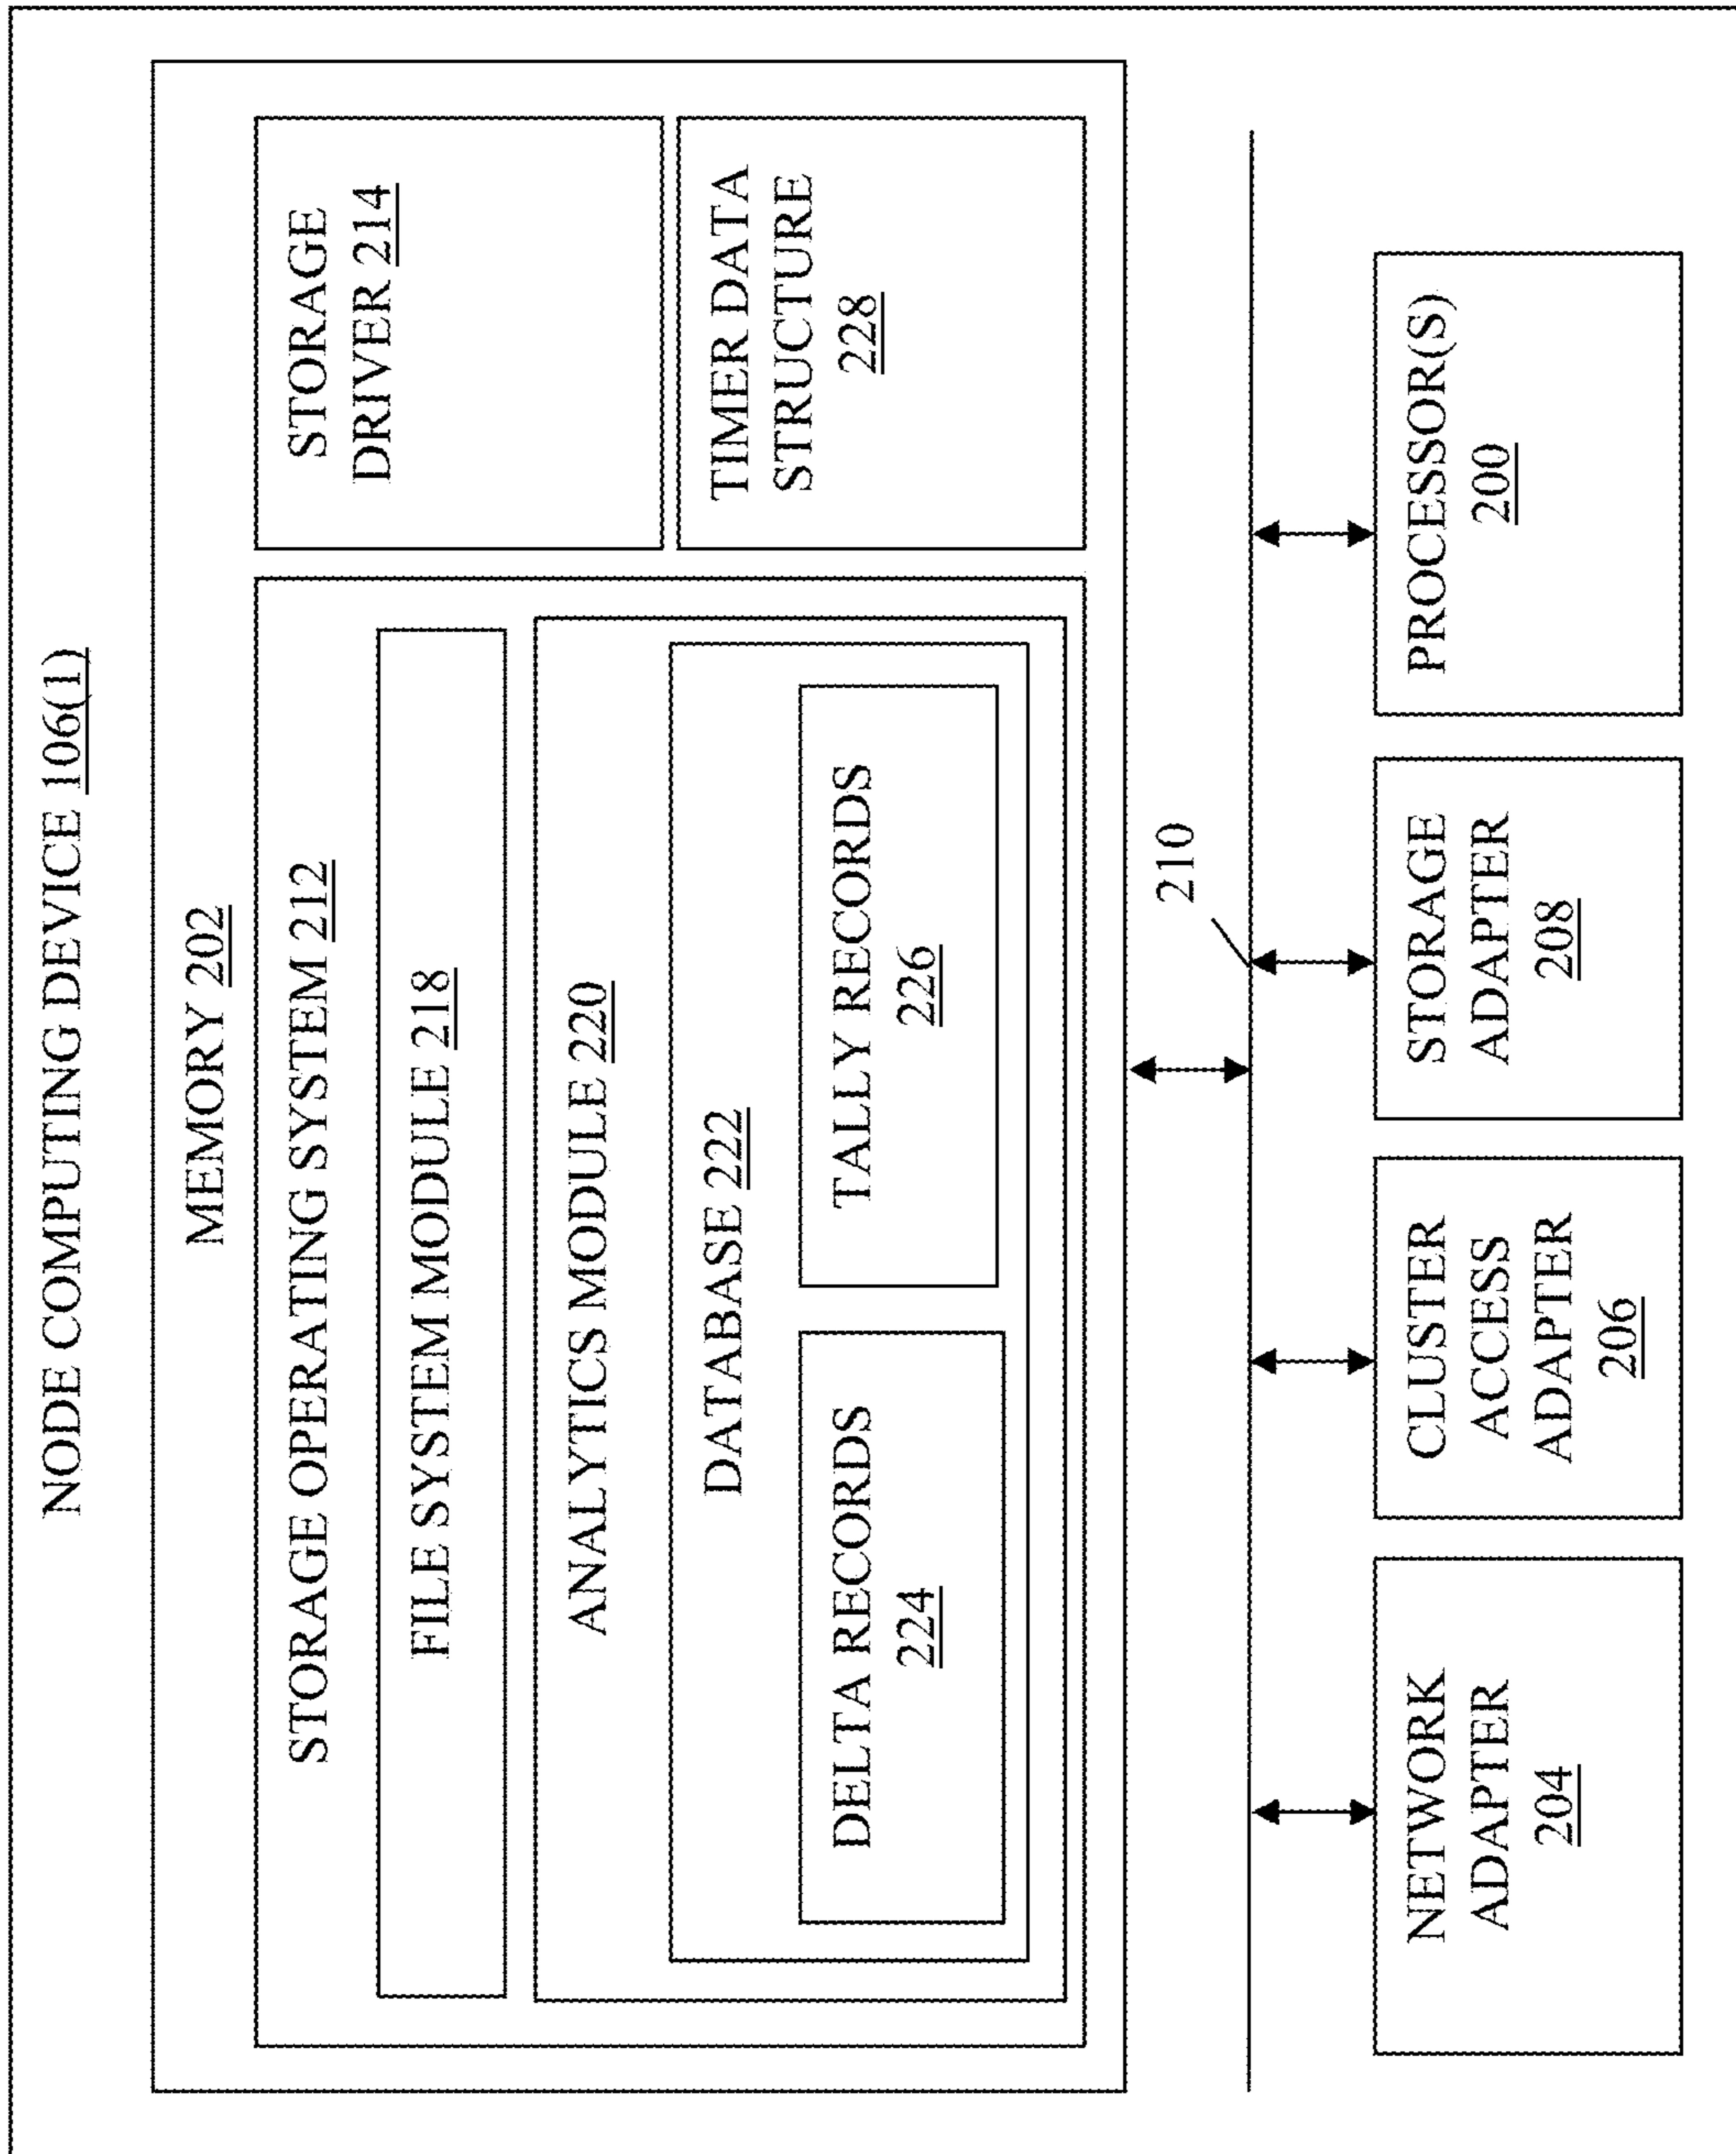 NODE COMPUTING DEVICE 106(1)
MEMORY 202
STORAGE OPERATING SYSTEM 212
FILE SYSTEM MODULE 218
ANALYTICS MODULE 220
DATABASE 222
DELTA RECORDS
224
TALLY RECORDS
226
STORAGE
DRIVER 214
TIMER DATA
STRUCTURE
228
210
NETWORK
ADAPTER
204
CLUSTER
ACCESS
ADAPTER
206
STORAGE
ADAPTER
208
PROCESSOR(S)
200